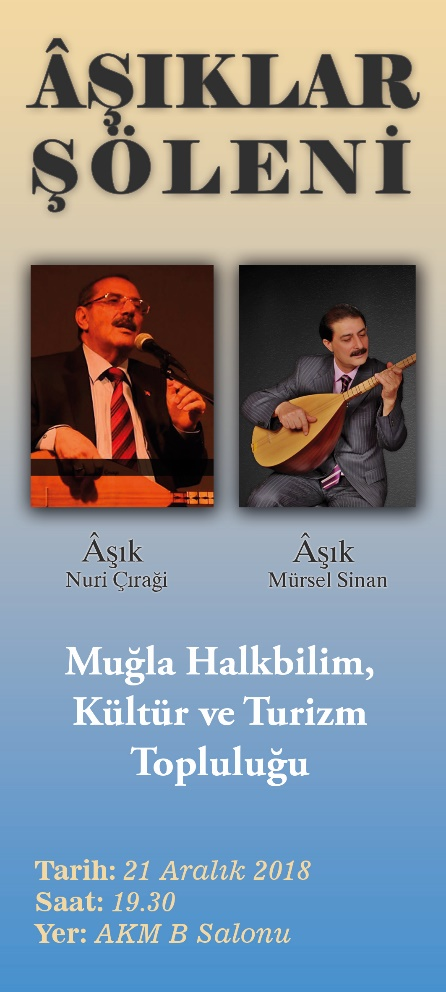 ÂŞIKLAR
ŞÖLENİ
Âşık
Nuri Çıraği
Âşık
Mürsel Sinan
Muğla Halkbilim,
Kültür ve Turizm
Topluluğu
Tarih: 21 Aralık 2018
Saat: 19.30
Yer: AKM B Salonu